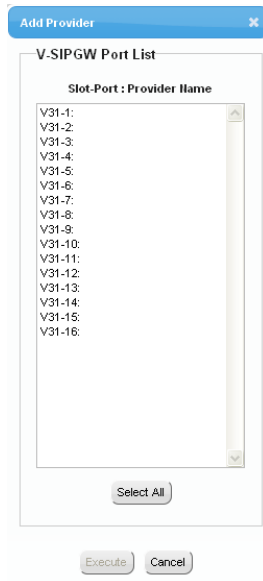 Add Provider
V-SIPGW Port List
Slot-Port : Provider Name
V31-1:
V31-2:
V31-3:
V31-4:
V31-5:
V31-6:
V31-7:
V31-8:
V31-9:
V31-10:
V31-11:
V31-12:
V31-13:
V31-14:
V31-15:
V31-16:
Select All
Execute Cancel